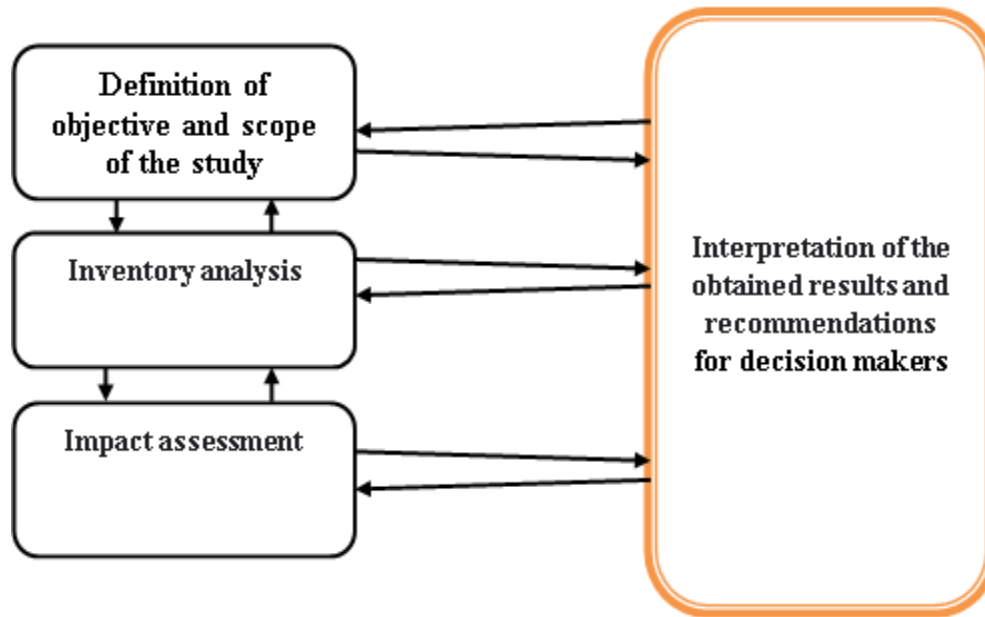 Definition of
objective and scope
of the study
Inventory analysis
Impact assessment
Interpretation of the
obtained results and
recommendations
for decision makers